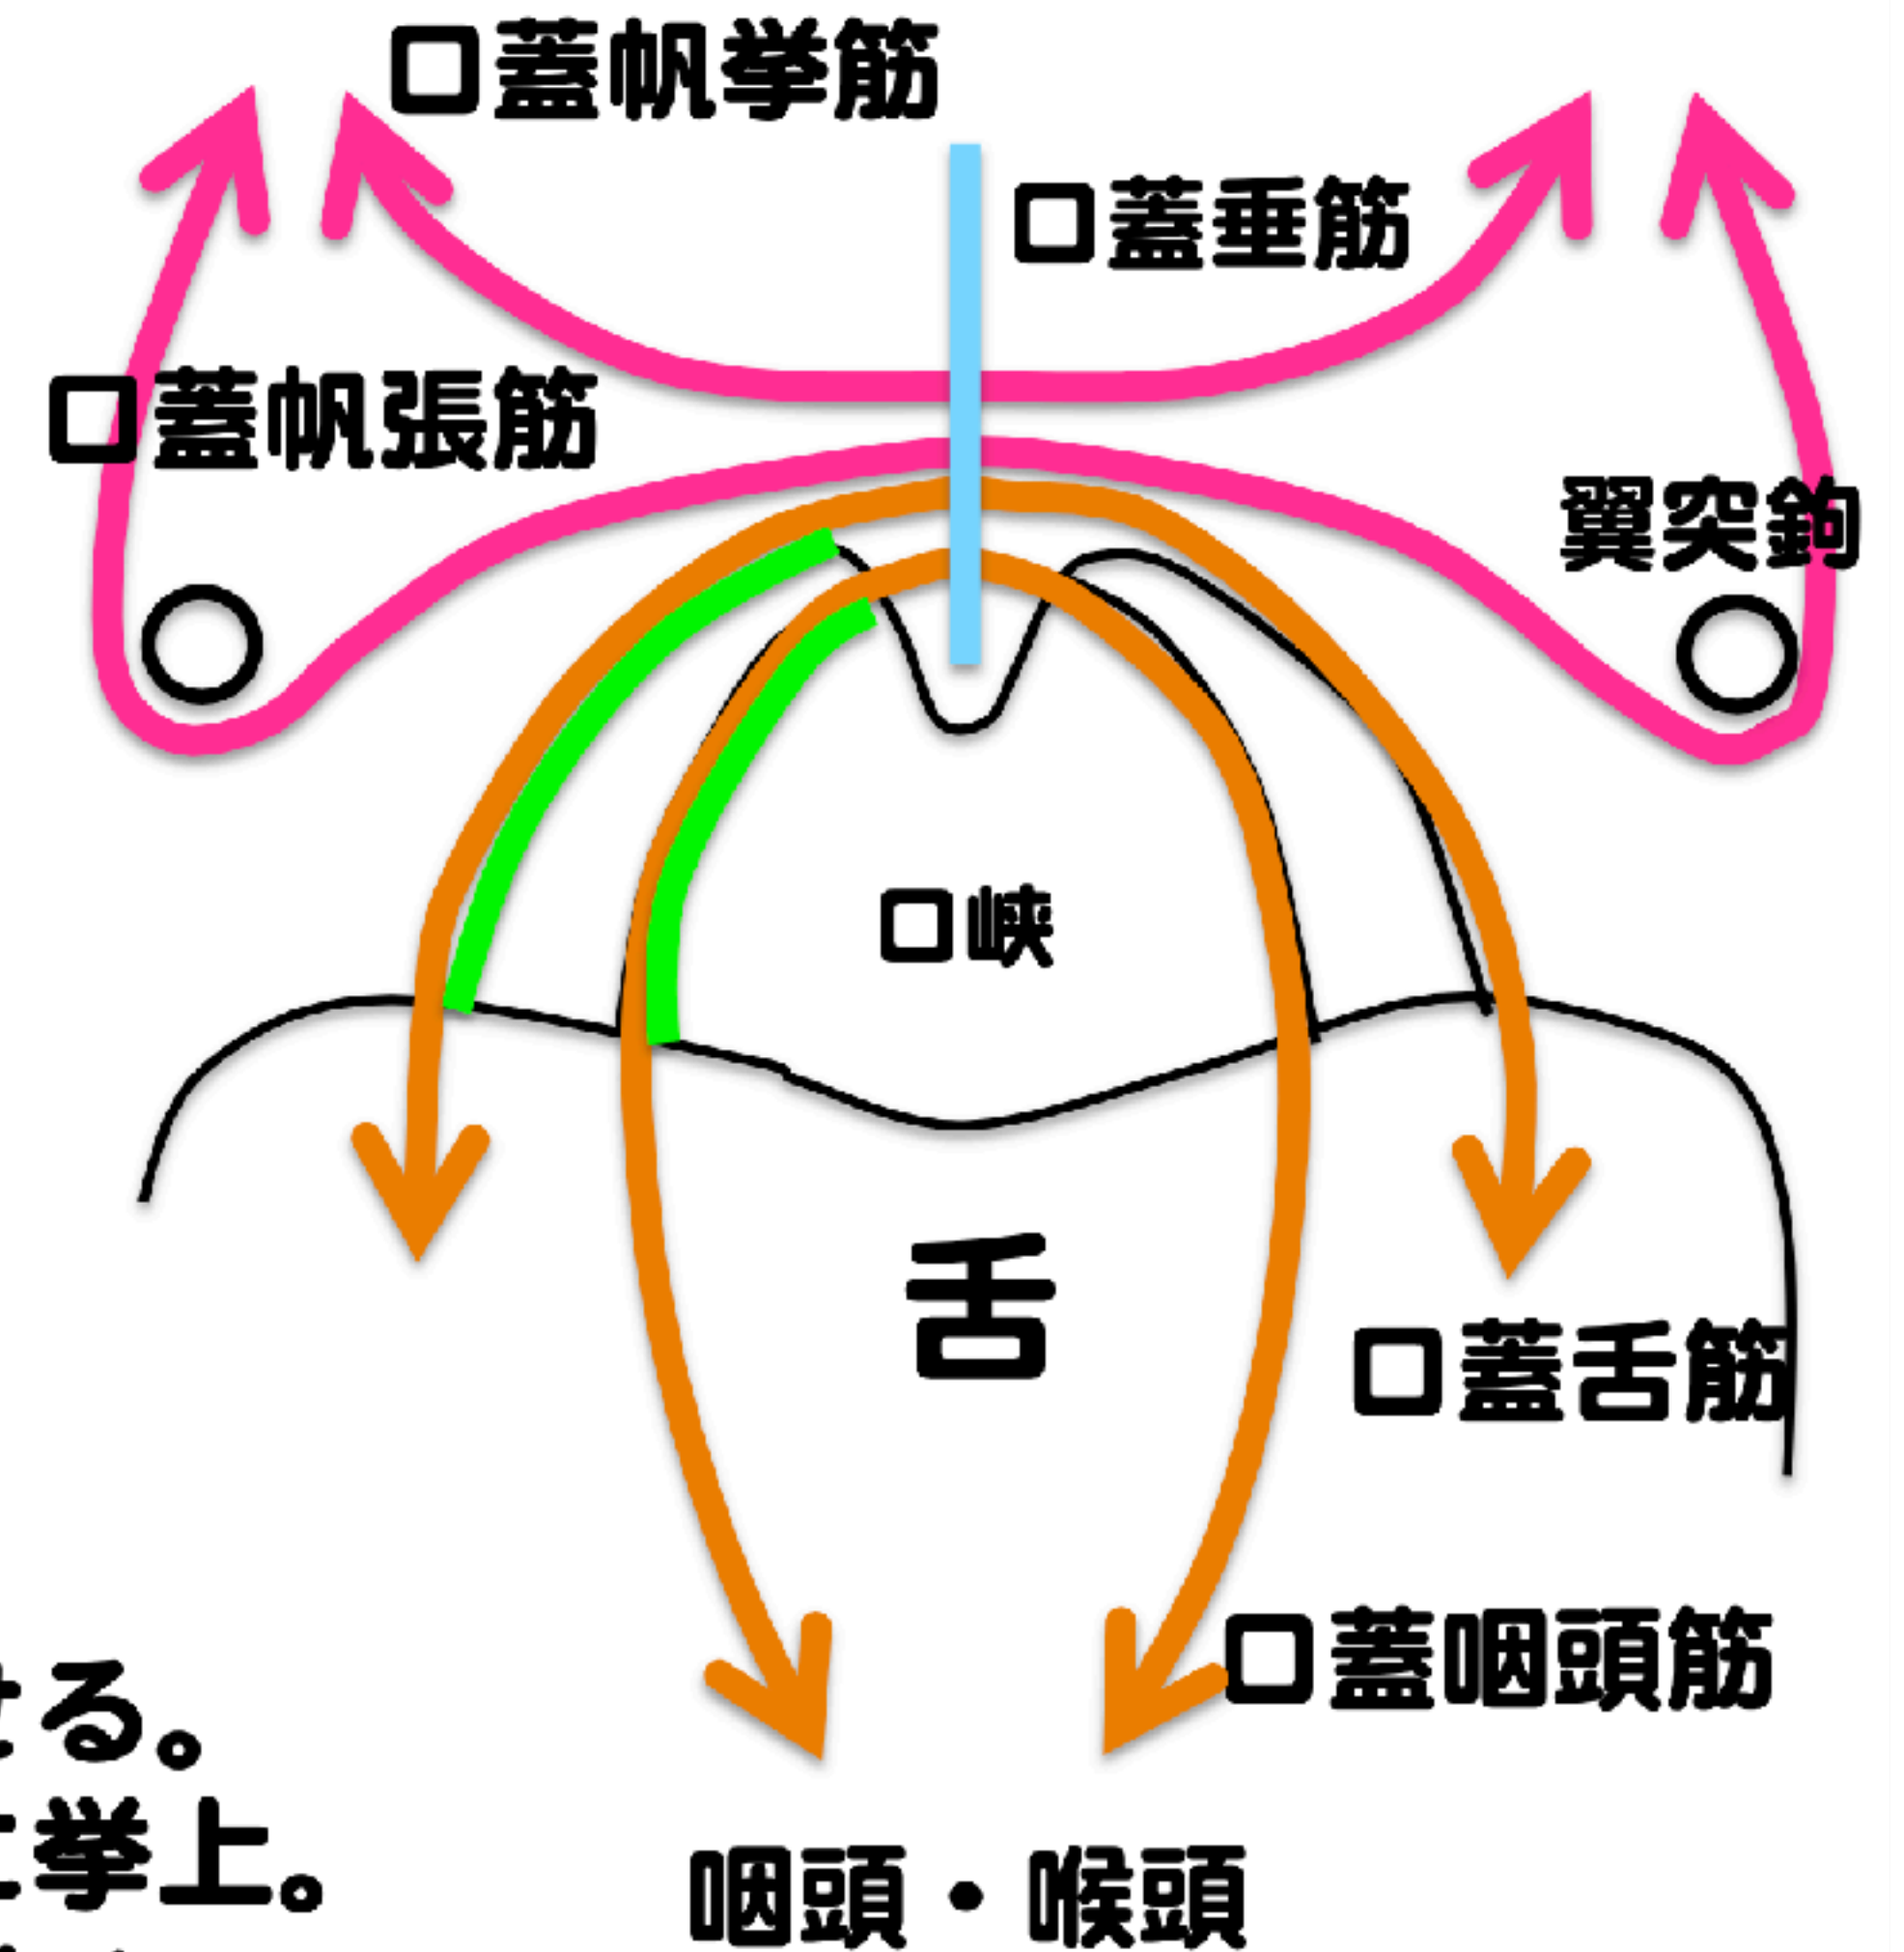 口蓋帆挙筋
口蓋垂筋
口蓋帆張筋
翼突鈎
口峡
舌
口蓋舌筋
口蓋咽頭筋
る。
挙上。
咽頭・喉頭